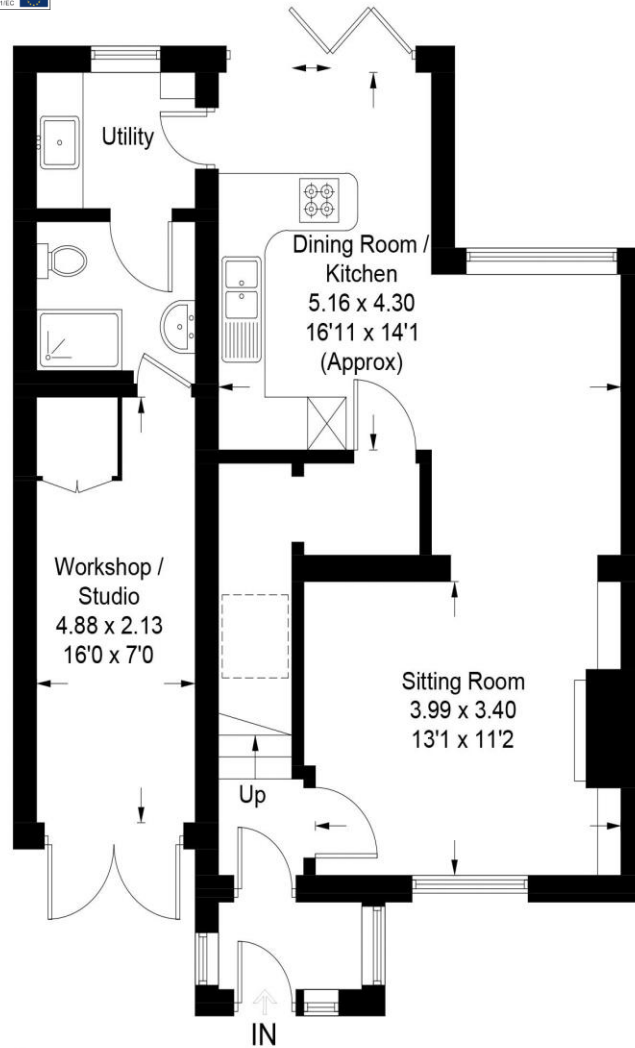 Utility
Dining Room /
Kitchen
5.16 x 4.30
16'11 x 14'1
(Approx)
Workshop /
Studio
4.88 x 2.13
16'0 x 7'0
Sitting Room
3.99 x 3.40
13'1 x 11'2
Up
IN